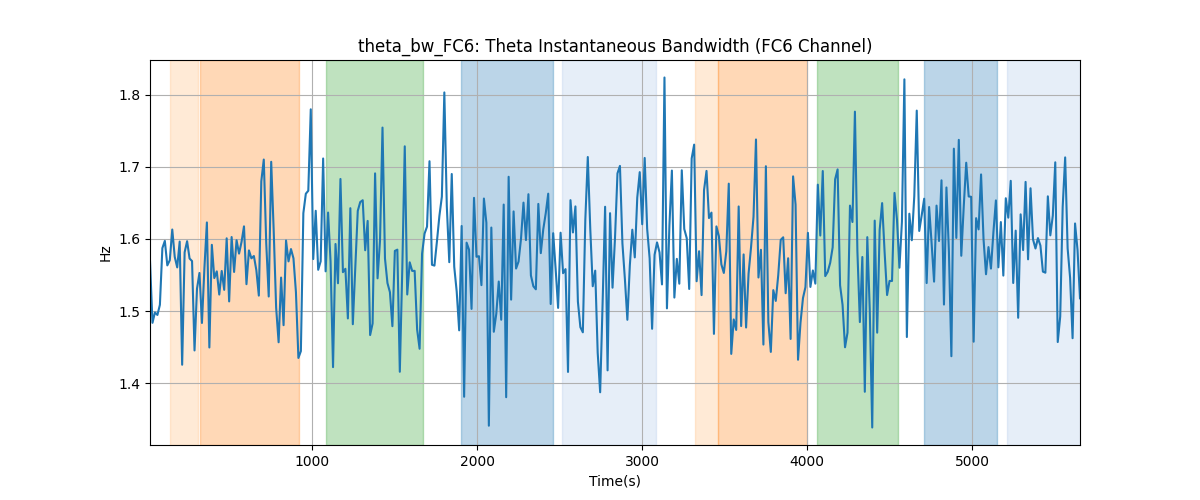 theta_bw_FC6: Theta Instantaneous Bandwidth (FC6 Channel)
Hz
1.8
1.7
1.6
1.5
1.4
1000 2000 3000 4000 5000
Time(s)